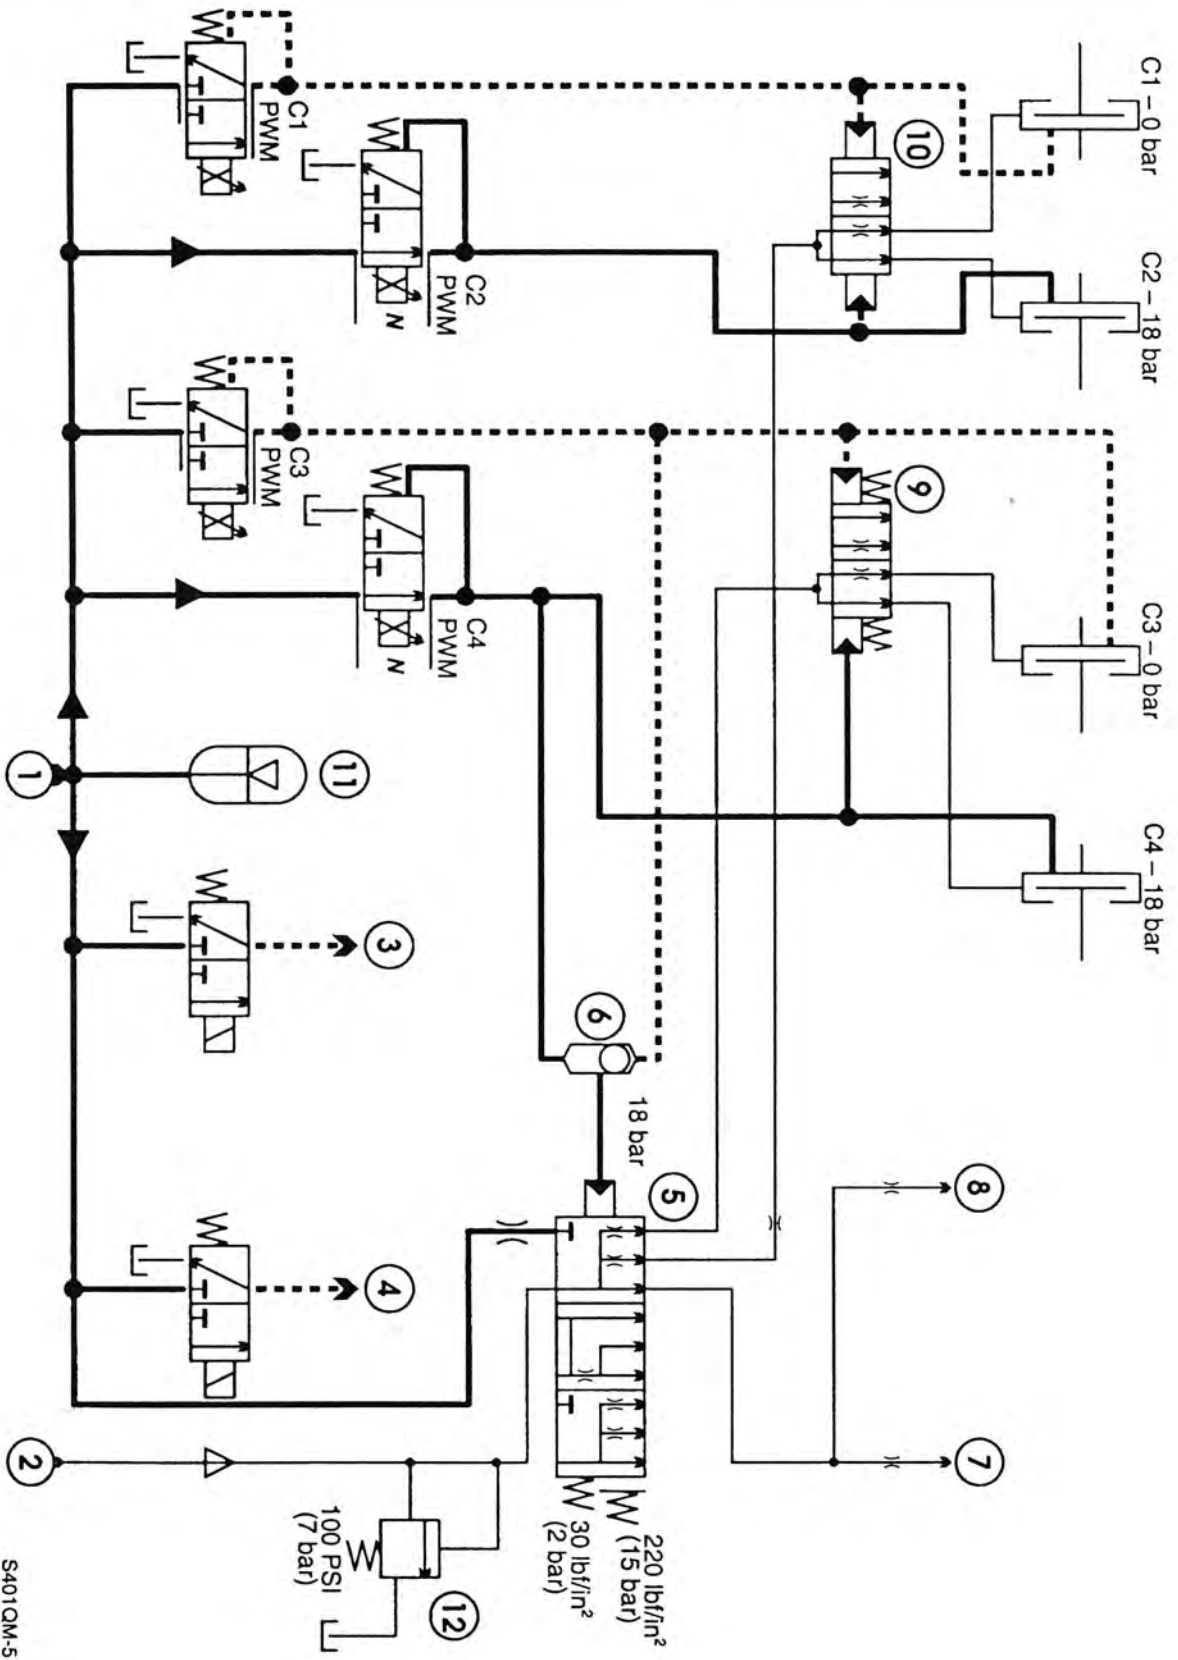 C1 – 0 bar
C2 – 18 bar
C3 – 0 bar
C4 – 18 bar
10
9
8
7
C1
PWM
C2
PWM
N
C3
PWM
C4
PWM
N
6
18 bar
5
220 lbf/in²
(15 bar)
30 lbf/in²
(2 bar)
11
3
4
100 PSI
(7 bar)
12
1
2
S401QM-5